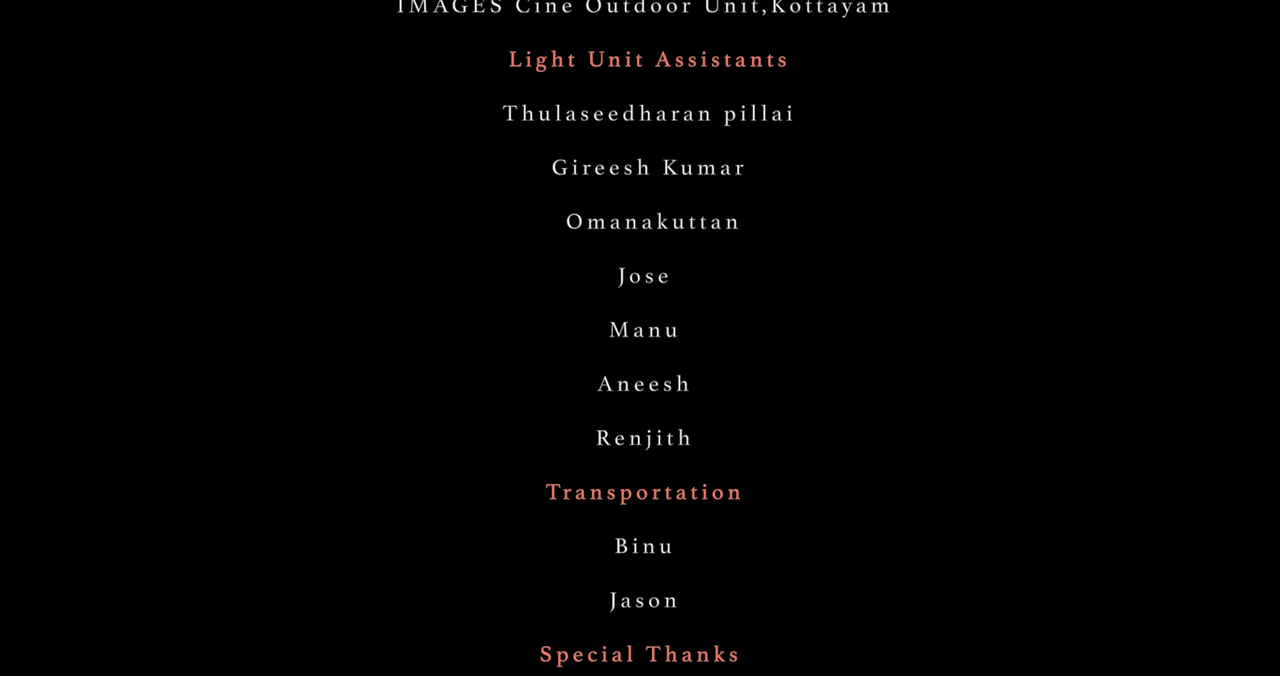 IMAGES Cine Outdoor Unit,Kottayam
Light Unit Assistants
Thulaseedharan pillai
Gireesh Kumar
Omanakuttan
Jose
Manu
Aneesh
Renjith
Transportation
Binu
Jason
Special Thanks